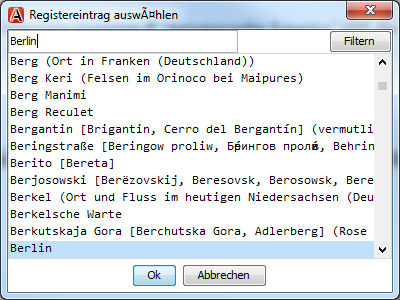 Registereintrag auswÃ¤hlen
Berlin
Filtern
Berg (Ort in Franken (Deutschland))
Berg Keri (Felsen im Orinoco bei Maipures)
Berg Manimi
Berg Reculet
Bergantin [Brigantin, Cerro del Bergantín] (vermutli
Beringstraße [Beringow proliw, Бе́рингов проли́в, Behrin
Berito [Bereta]
Berjosowski [Berëzovskij, Beresovsk, Berosowsk, Bere
Berkel (Ort und Fluss im heutigen Niedersachsen (Deu
Berkelsche Warte
Berkutskaja Gora [Berchutska Gora, Adlerberg] (Rose
Berlin
Ok
Abbrechen